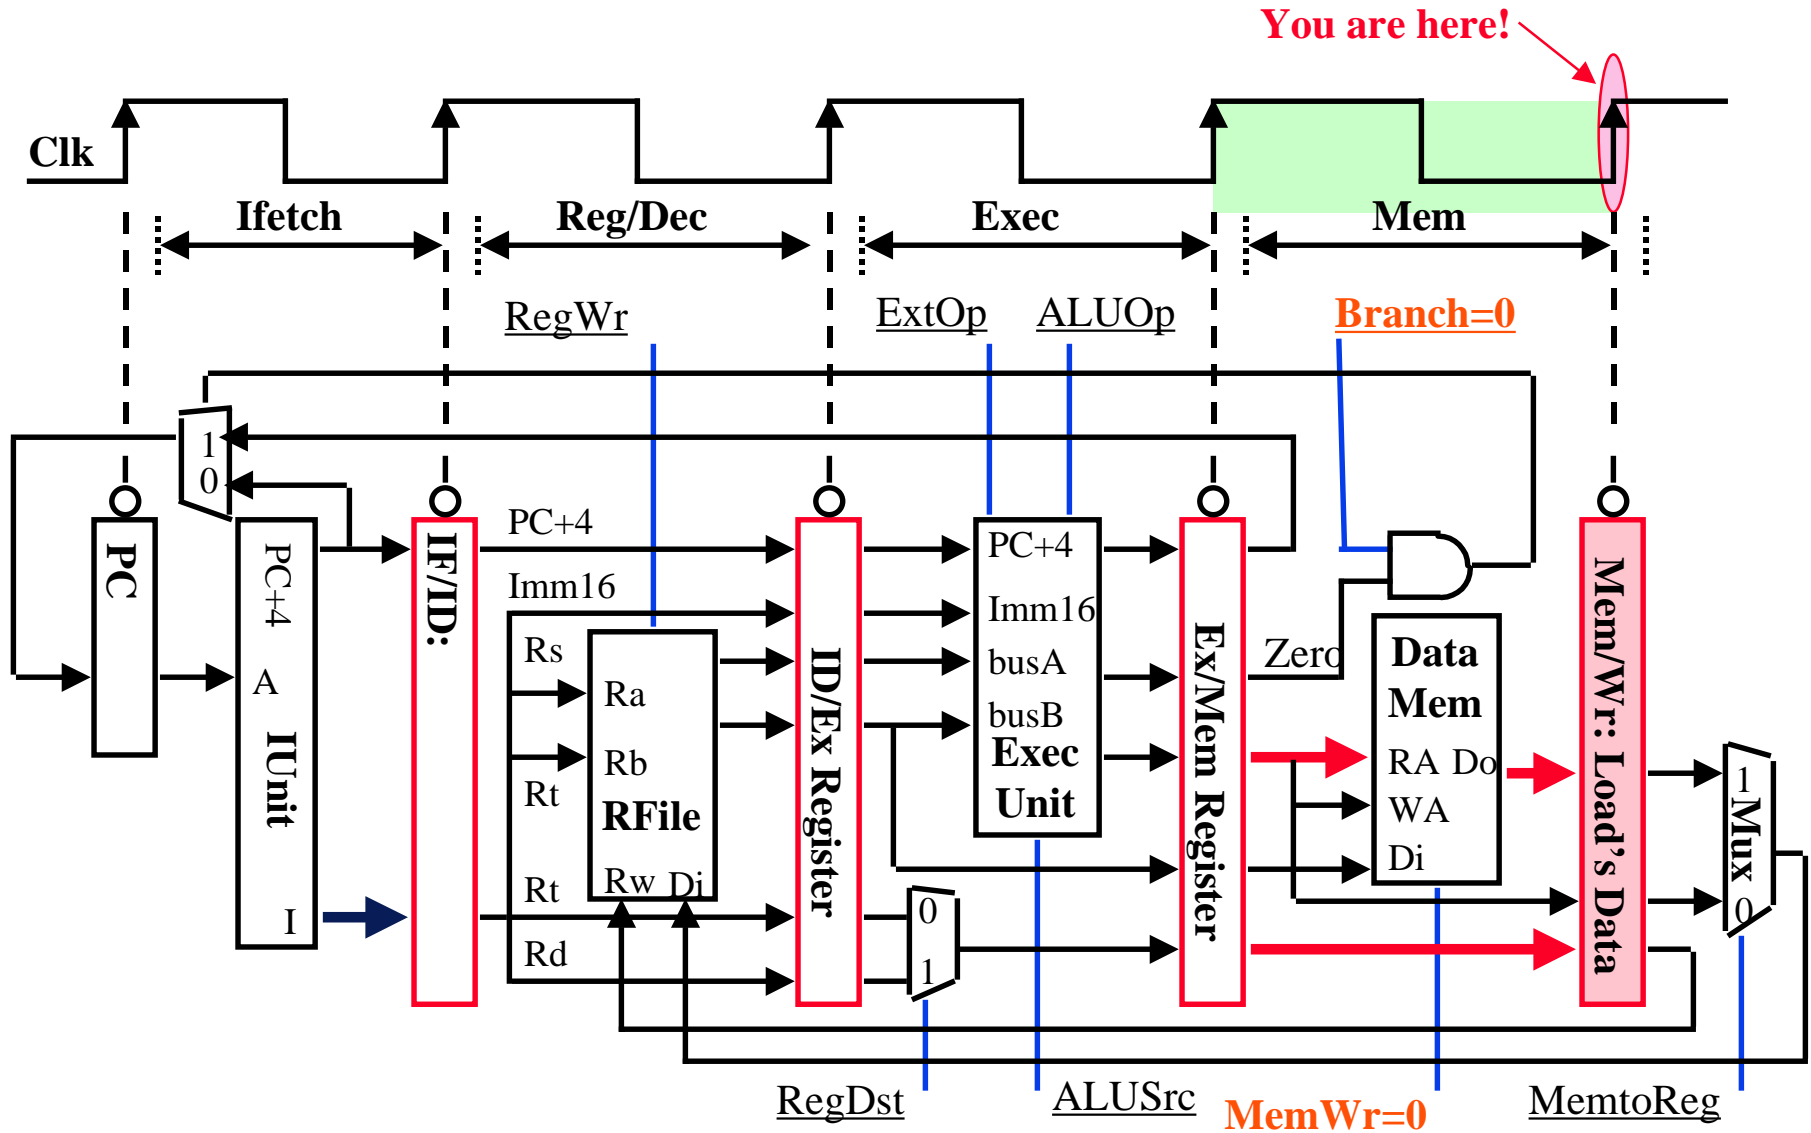 You are here!
Clk
Ifetch
Reg/Dec
Exec
Mem
RegWr
ExtOp
ALUOp
Branch=0
1
0
PC
PC+4
A
IUnit
I
IF/ID:
PC+4
Imm16
Rs
Rt
Rt
Rd
Ra
Rb
RFile
Rw Di
ID/Ex Register
0
1
PC+4
Imm16
busA
busB
Exec
Unit
Ex/Mem Register
Zero
Data
Mem
RA Do
WA
Di
Mem/Wr: Load's Data
1
Mux
0
RegDst
ALUSrc
MemWr=0
MemtoReg